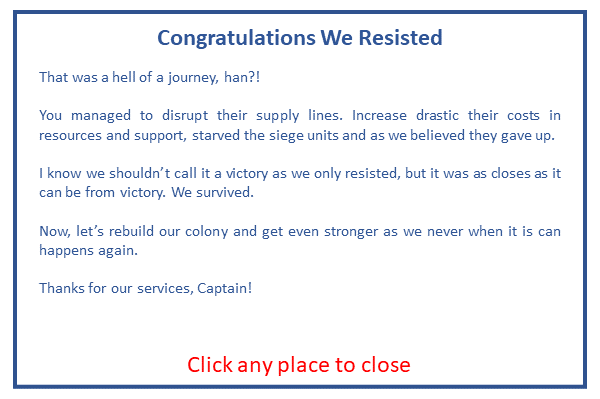 Congratulations We Resisted
That was a hell of a journey, han?!
You managed to disrupt their supply lines. Increase drastic their costs in
resources and support, starved the siege units and as we believed they gave up.
I know we shouldn’t call it a victory as we only resisted, but it was as closes as it
can be from victory. We survived.
Now, let’s rebuild our colony and get even stronger as we never when it is can
happens again.
Thanks for our services, Captain!
Click any place to close